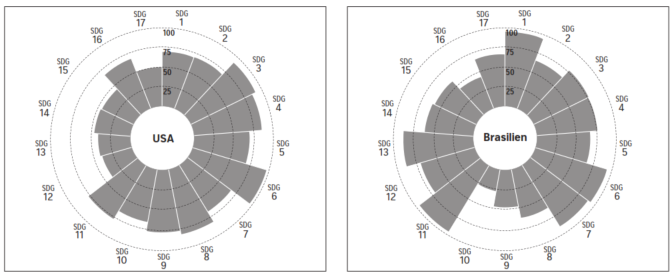 SDG
1
SDG
2
SDG
3
SDG
4
SDG
5
SDG
6
SDG
7
SDG
8
SDG
9
SDG
10
SDG
11
SDG
12
SDG
13
SDG
14
SDG
15
SDG
16
SDG
17
100
75
50
25
USA
SDG
1
SDG
2
SDG
3
SDG
4
SDG
5
SDG
6
SDG
7
SDG
8
SDG
9
SDG
10
SDG
11
SDG
12
SDG
13
SDG
14
SDG
15
SDG
16
SDG
17
100
75
50
25
Brasilien